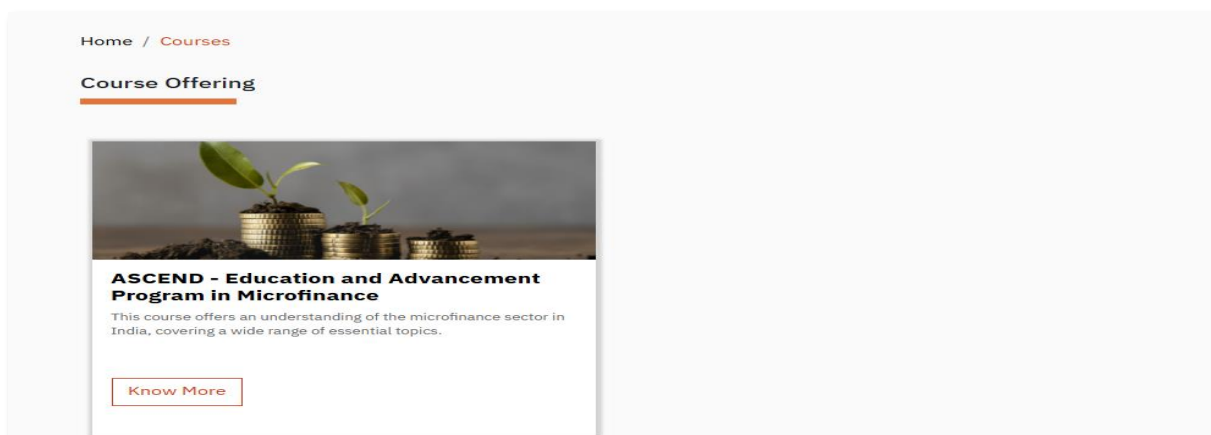 Home / Courses
Course Offering
ASCEND - Education and Advancement
Program in Microfinance
This course offers an understanding of the microfinance sector in
India, covering a wide range of essential topics.
Know More